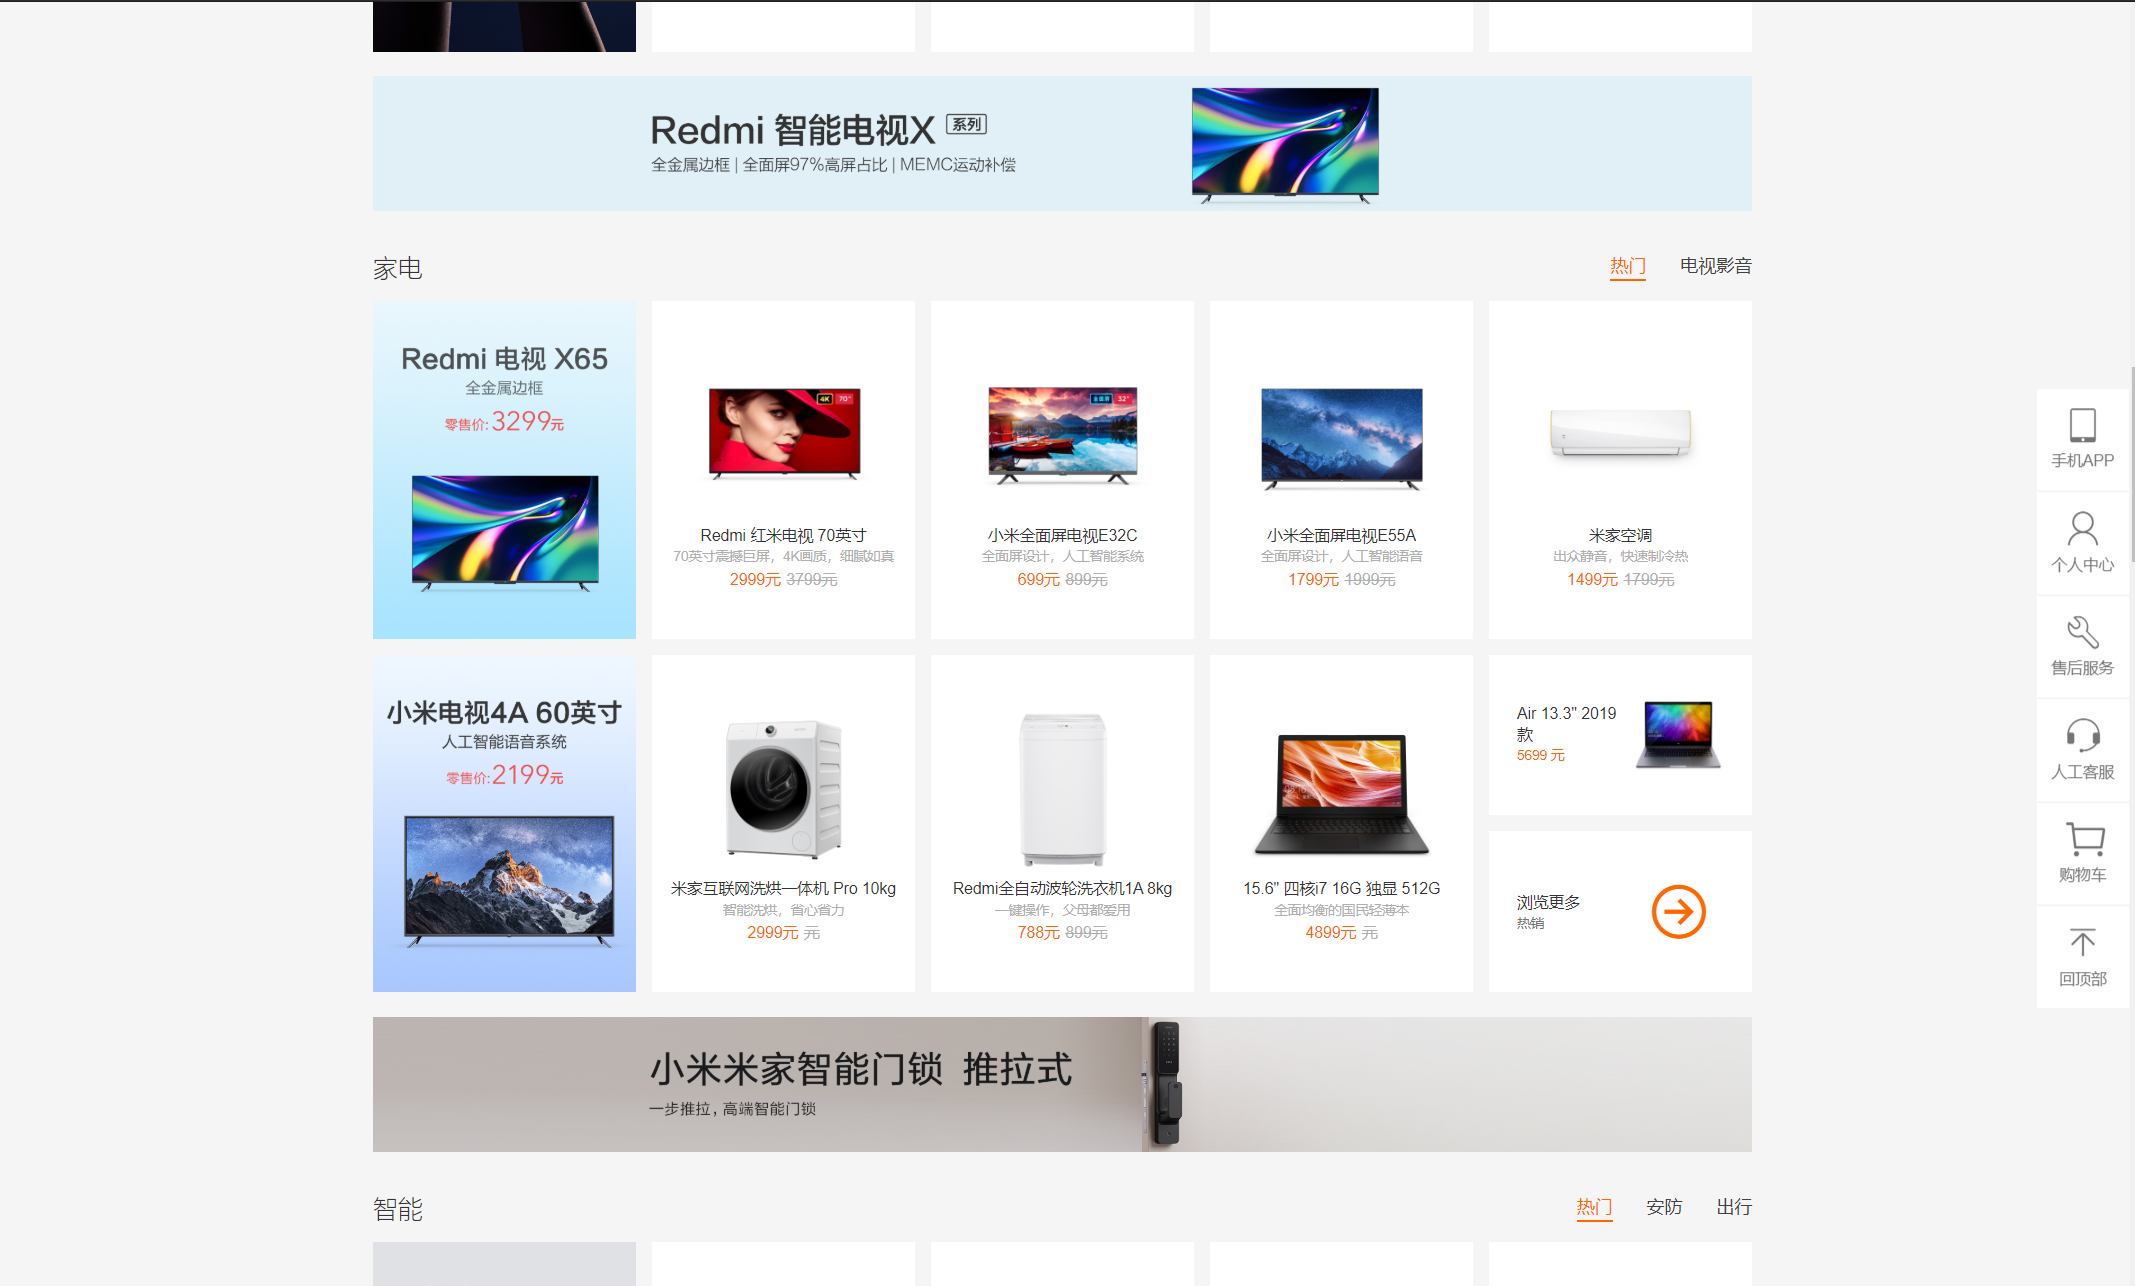 Redmi 智能电视X 系列
全金属边框 | 全面屏97%高屏占比 | MEMC运动补偿
家电
热门 电视影音
Redmi 电视 X65
全金属边框
零售价:3299元
4K 70"
Redmi 红米电视 70英寸
70英寸震撼巨屏，4K画质，细腻如真
2999元 3799元
全面屏 32"
小米全面屏电视E32C
全面屏设计，人工智能系统
699元 899元
小米全面屏电视E55A
全面屏设计，人工智能语音
1799元 1999元
米家空调
出众静音，快速制冷热
1499元 1799元
小米电视4A 60英寸
人工智能语音系统
零售价:2199元
米家互联网洗烘一体机 Pro 10kg
智能洗烘，省心省力
2999元 元
Redmi全自动波轮洗衣机1A 8kg
一键操作，父母都爱用
788元 899元
15.6" 四核i7 16G 独显 512G
全面均衡的国民轻薄本
4899元 元
Air 13.3" 2019
款
5699 元
浏览更多
热销
小米米家智能门锁 推拉式
一步推拉，高端智能门锁
智能
热门 安防 出行
手机APP
个人中心
售后服务
人工客服
购物车
回顶部